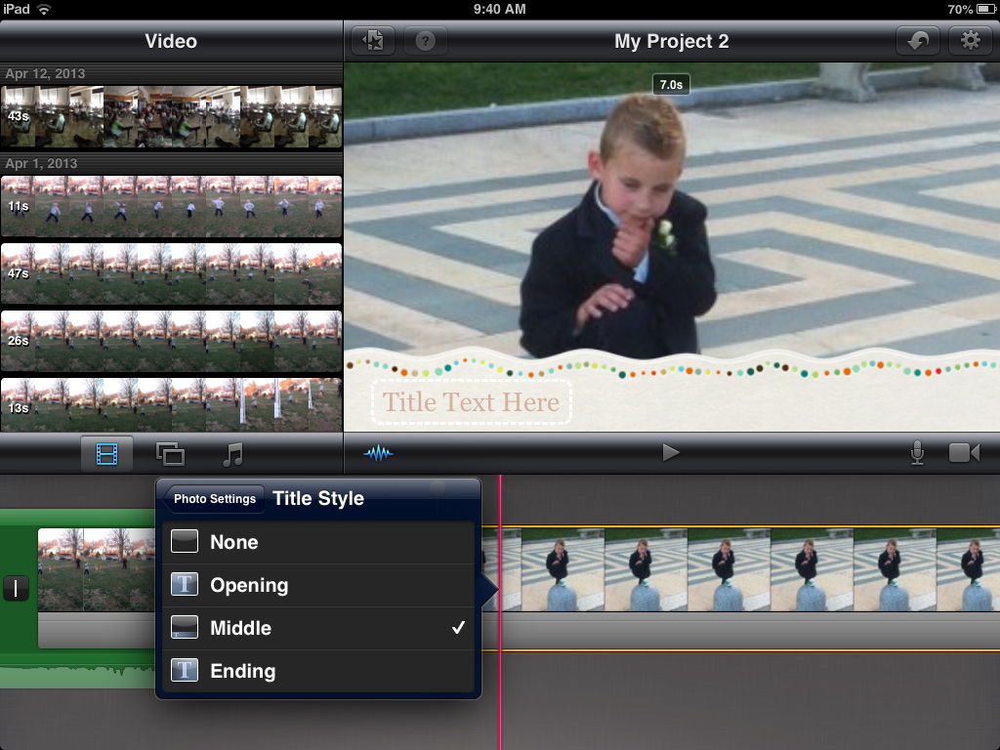 iPad 9:40 AM 70%
Video
? My Project 2
Apr 12, 2013
43s
7.0s
Apr 1, 2013
11s
47s
26s
13s
Title Text Here
Photo Settings Title Style
None
T Opening
T Middle
T Ending